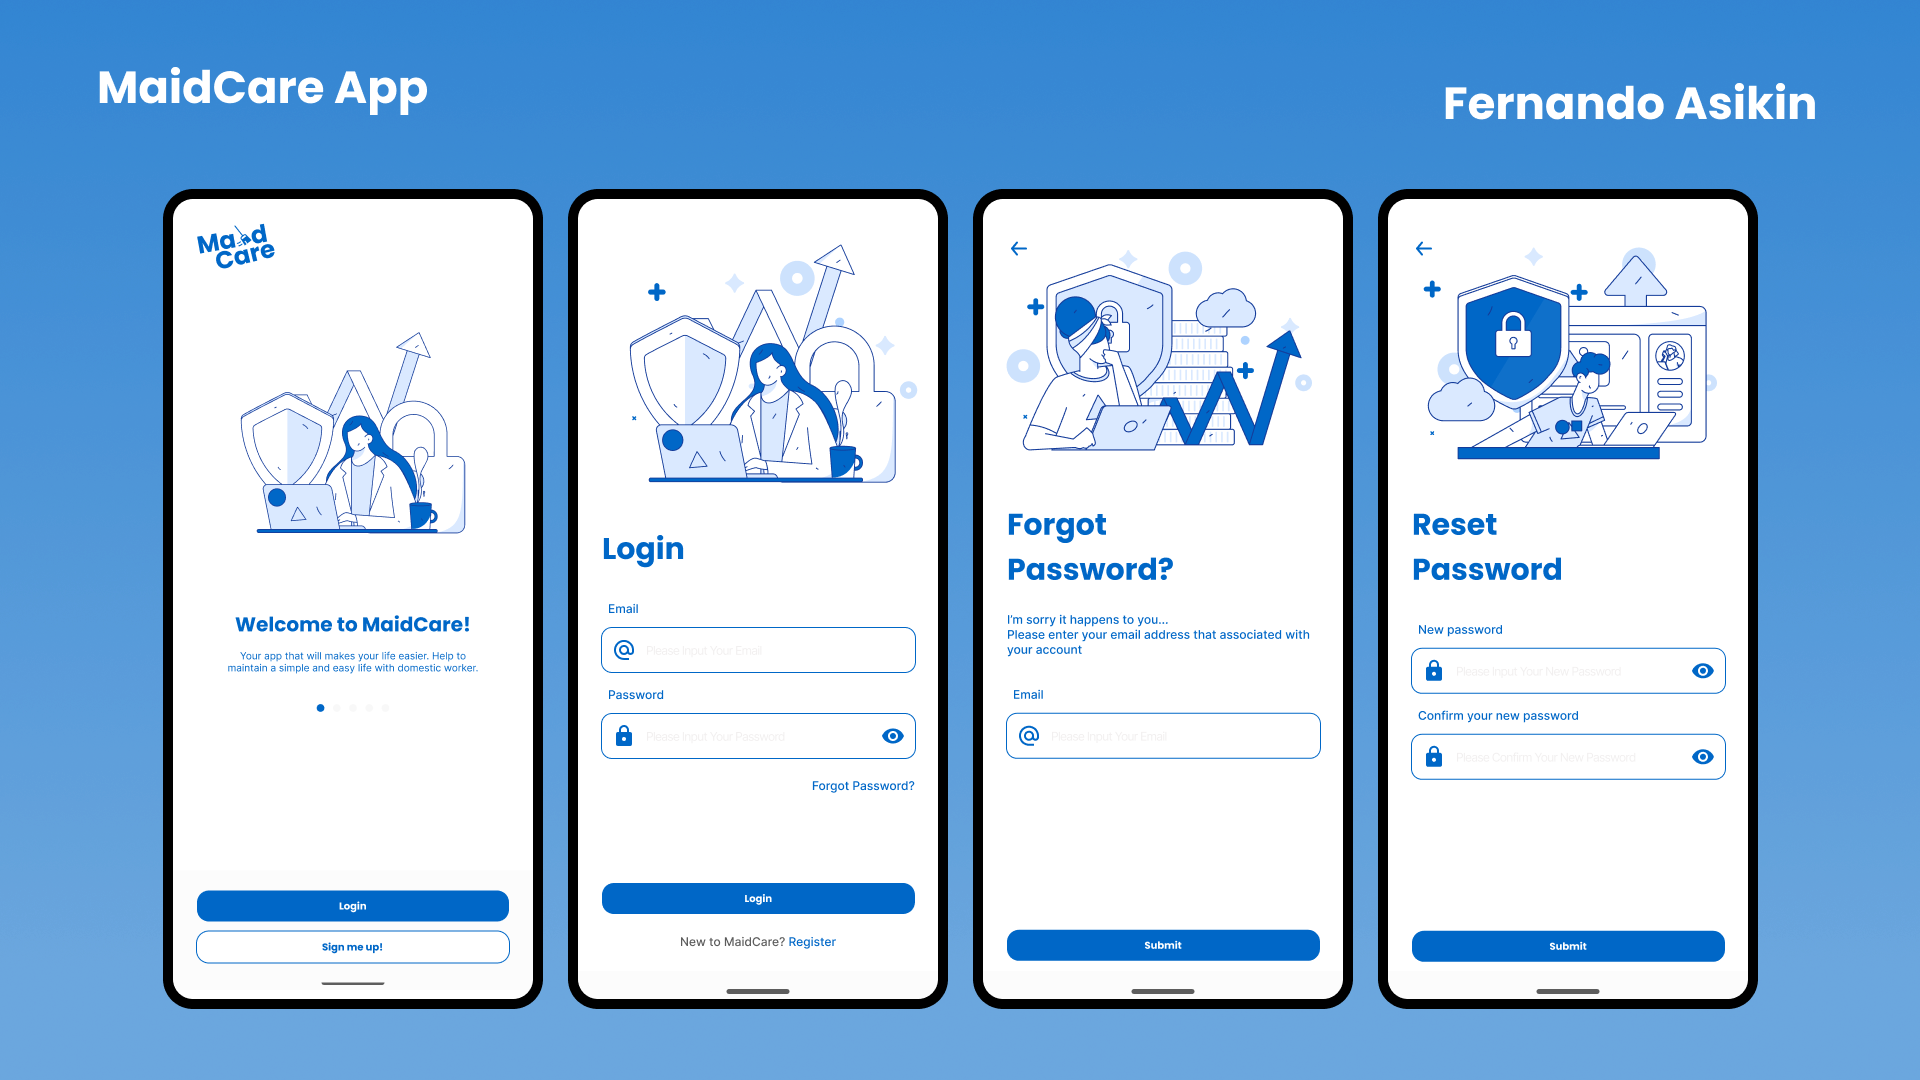 MaidCare App
Fernando Asikin
Maid
Care
Welcome to MaidCare!
Your app that will makes your life easier. Help to
maintain a simple and easy life with domestic worker.
Login
Sign me up!
Login
Email
Please Input Your Email
Password
Please Input Your Password
Forgot Password?
Login
New to MaidCare? Register
Forgot
Password?
I'm sorry it happens to you...
Please enter your email address that associated with
your account
Email
Please Input Your Email
Submit
Reset
Password
New password
Please Input Your New Password
Confirm your new password
Please Confirm Your New Password
Submit